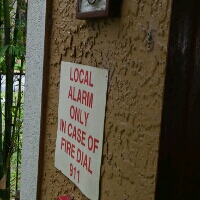 LOCAL
ALARM
ONLY
IN CASE OF
FIRE DIAL
911